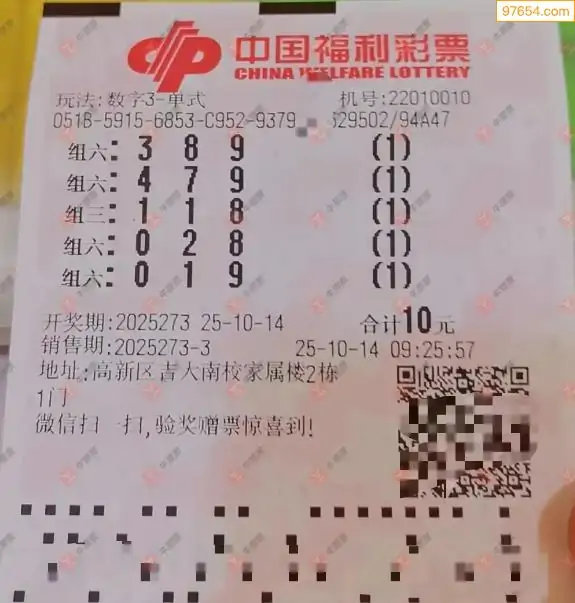 97654.com
中国福利彩票
CHINA WELFARE LOTTERY
玩法:数字3-单式 机号:22010010
051B-5915-6853-C952-9379 629502/94A47
组六: 3 8 9 (1)
组六: 4 7 9 (1)
组三: 1 1 8 (1)
组六: 0 2 8 (1)
组六: 0 1 9 (1)
开奖期:2025273 25-10-14 合计10元
销售期:2025273-3 25-10-14 09:25:57
地址:高新区吉大南校家属楼2栋
1门
微信扫一扫,验奖赠票惊喜到!